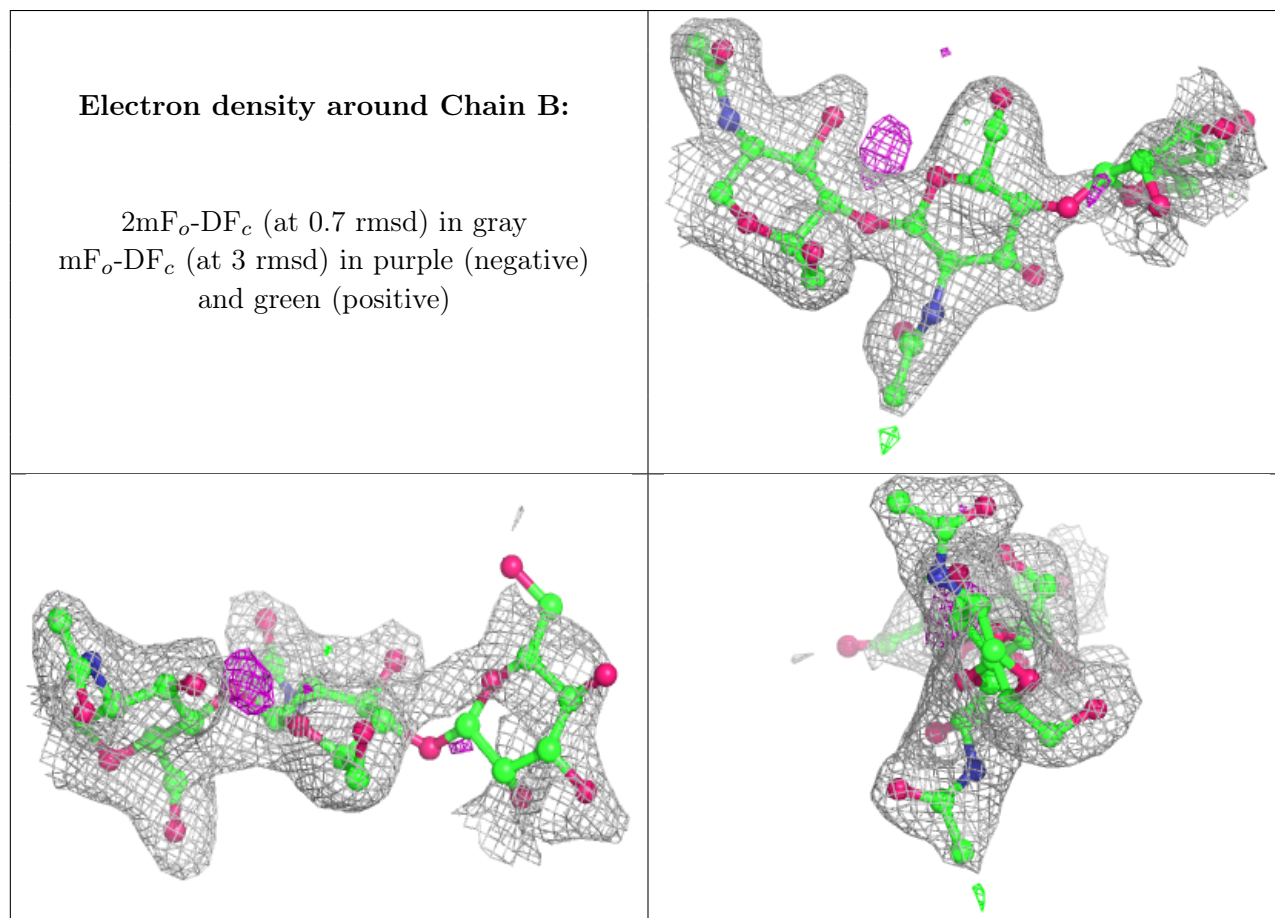 Electron density around Chain B:
2mFₒ-DF𝒸 (at 0.7 rmsd) in gray
mFₒ-DF𝒸 (at 3 rmsd) in purple (negative)
and green (positive)